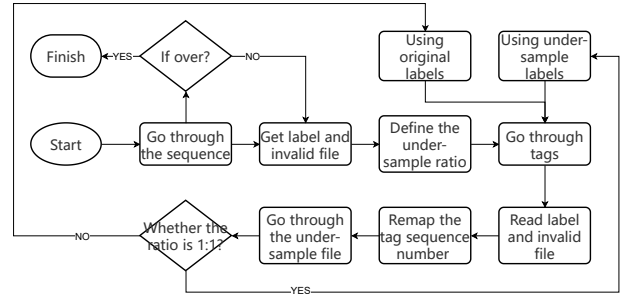 Finish
YES
If over?
NO
Using
original
labels
Using under-
sample
labels
Start
Go through
the sequence
Get label and
invalid file
Define the
under-
sample ratio
Go through
tags
NO
Whether the
ratio is 1:1?
Go through
the under-
sample file
Remap the
tag sequence
number
Read label
and invalid
file
YES